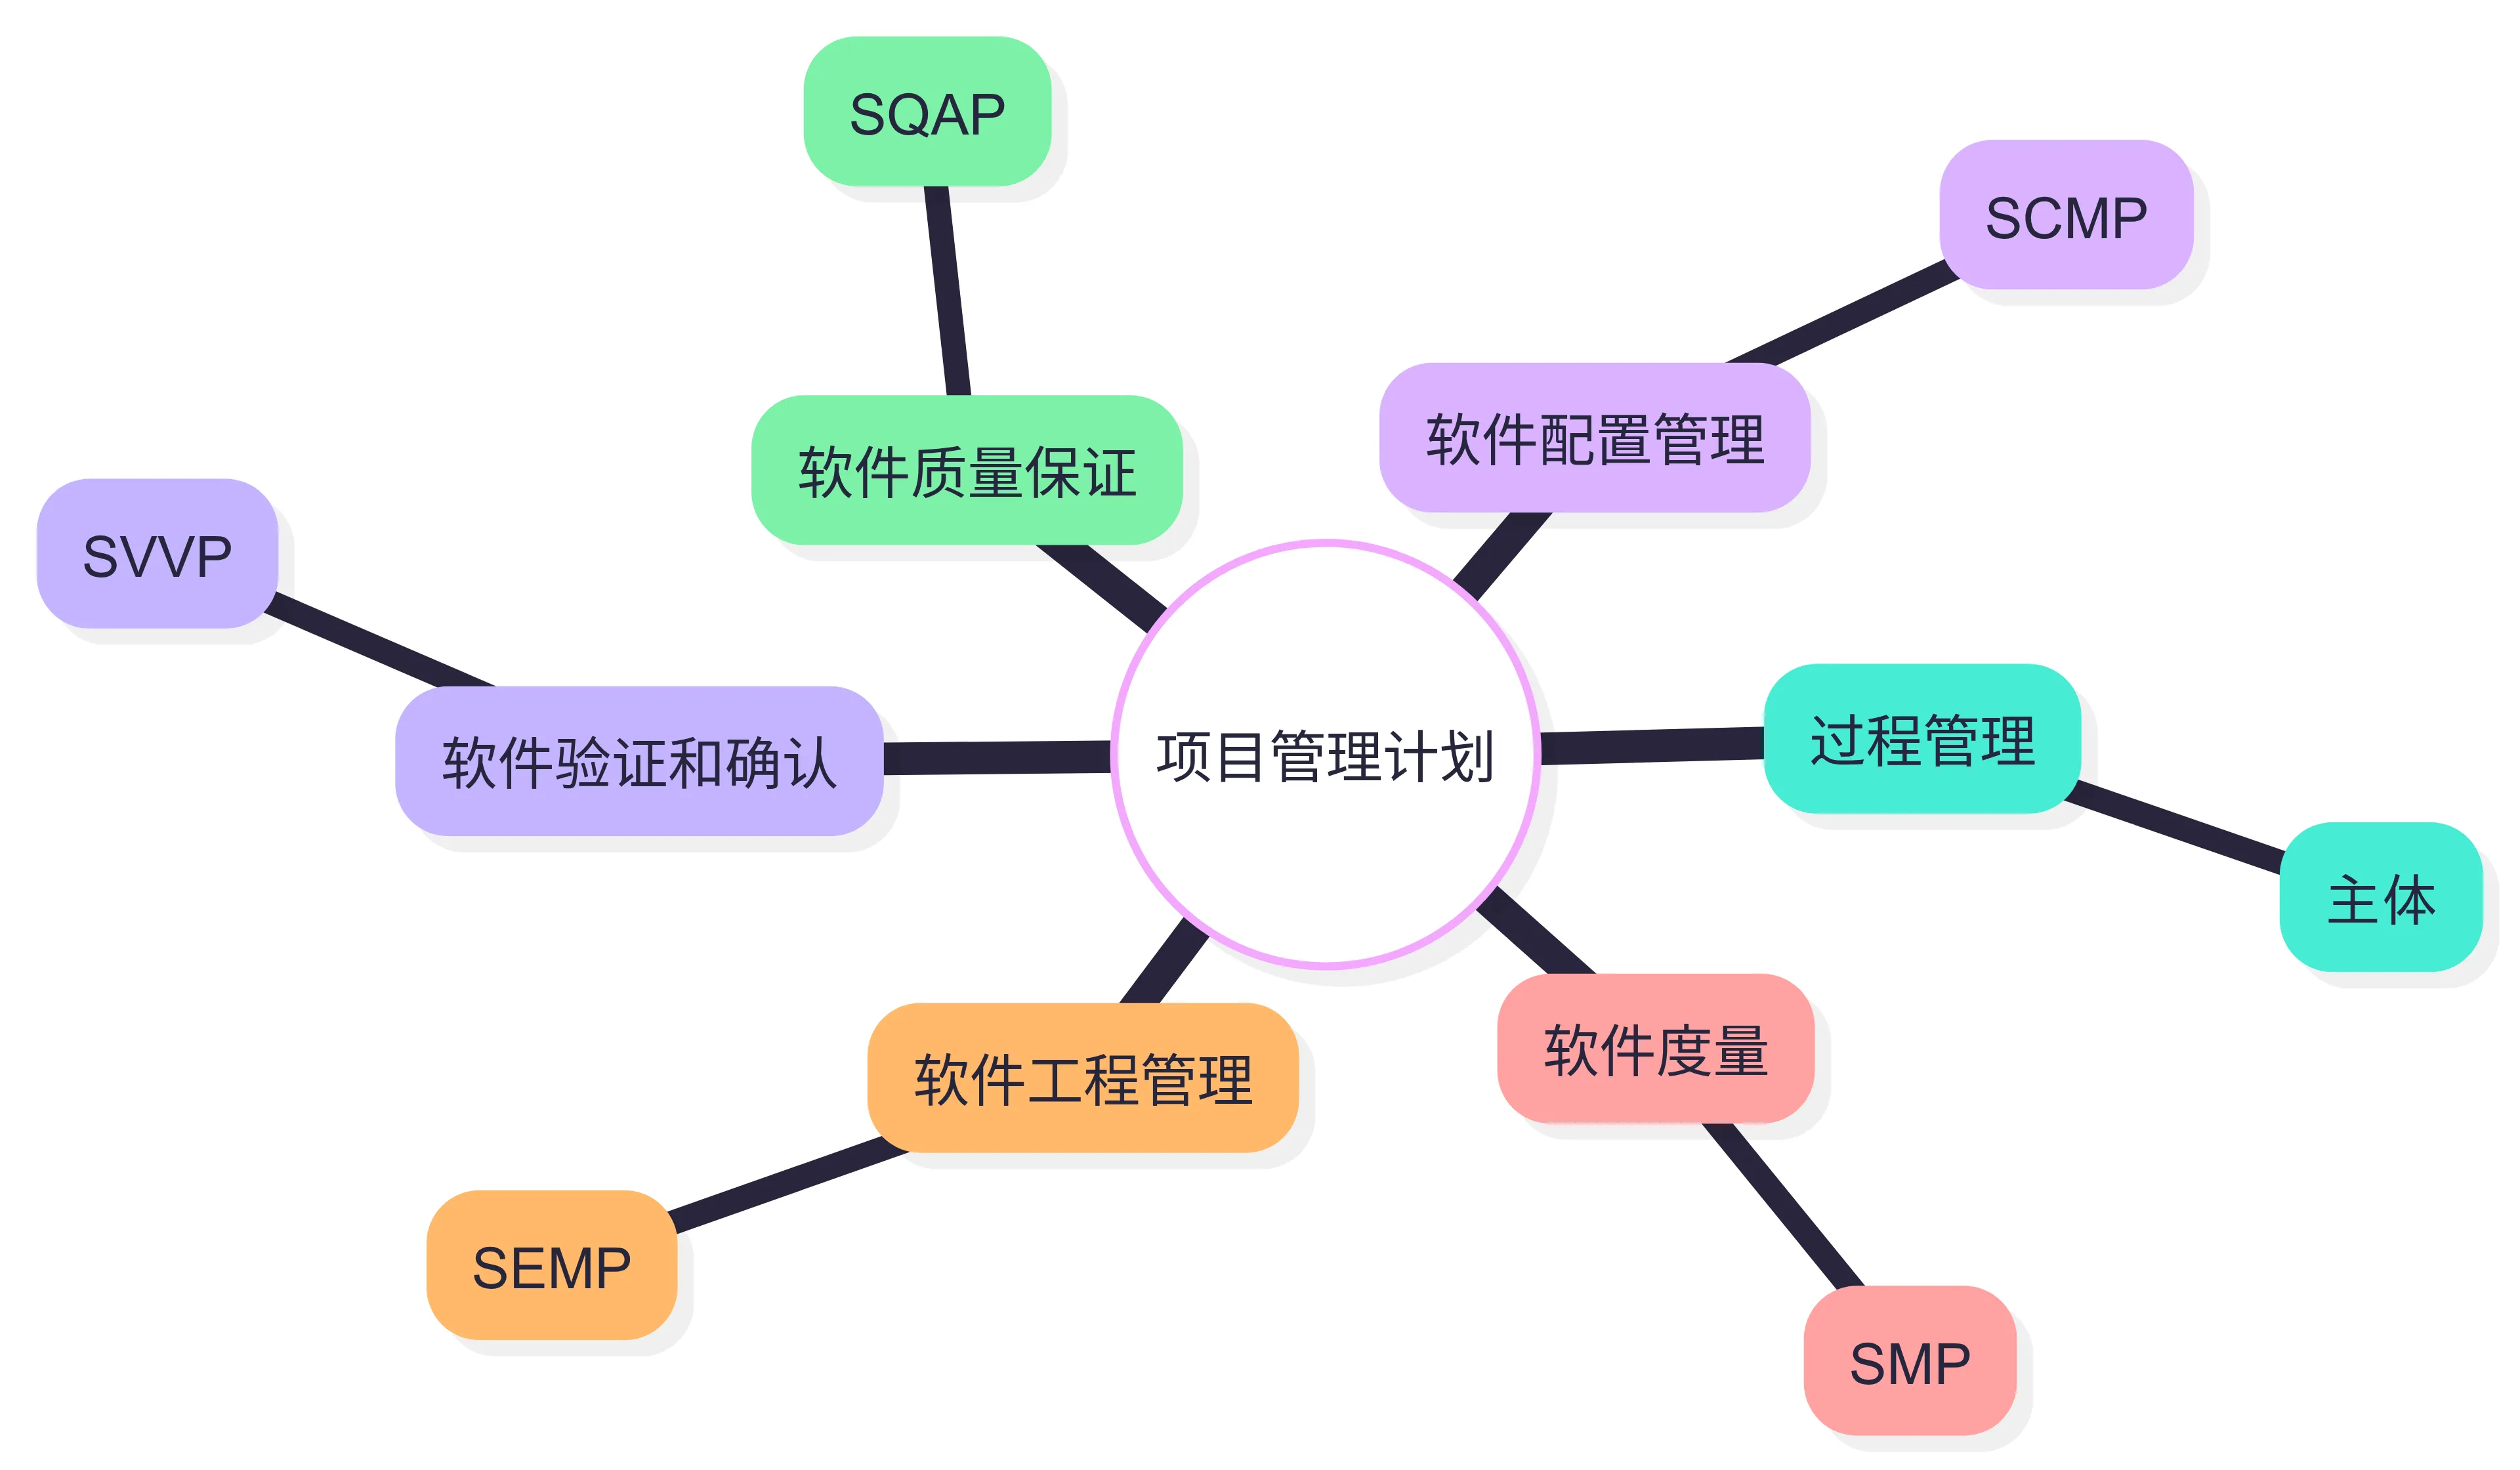 SQAP
SCMP
软件配置管理
软件质量保证
SVVP
过程管理
软件验证和确认
项目管理计划
主体
软件度量
软件工程管理
SEMP
SMP